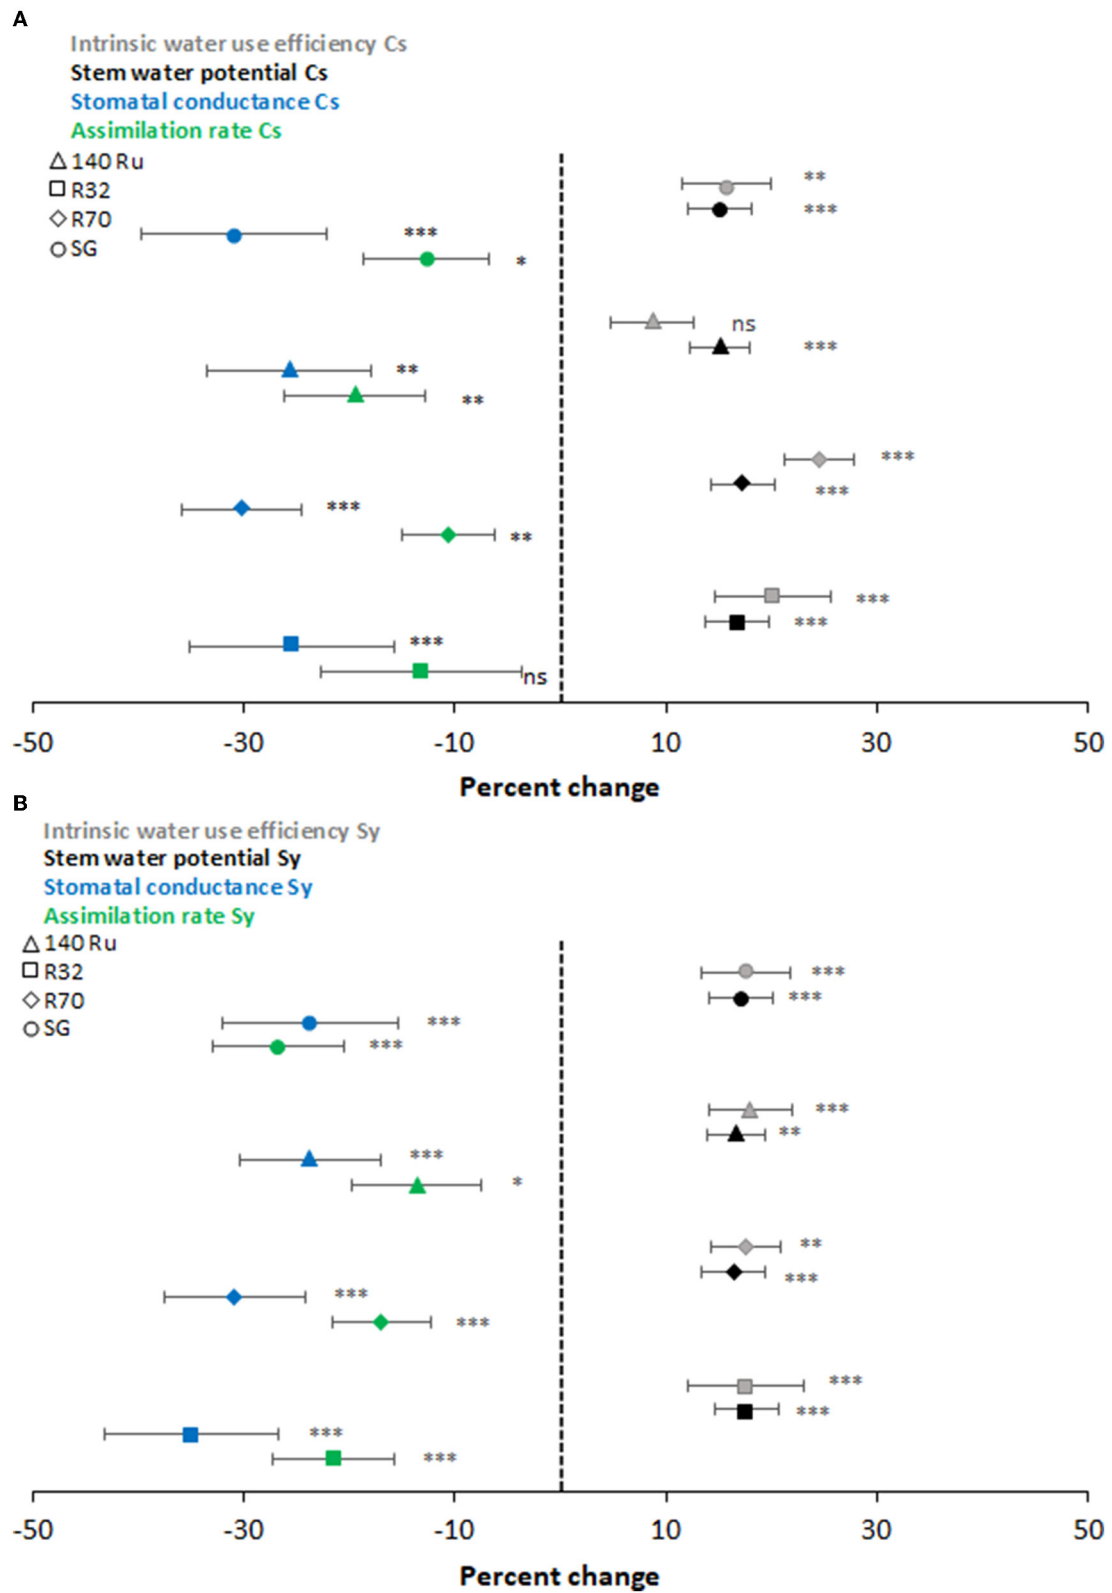 A
Intrinsic water use efficiency Cs
Stem water potential Cs
Stomatal conductance Cs
Assimilation rate Cs
140 Ru
R32
R70
SG
**
***
***
*
ns
***
**
**
***
***
***
**
***
***
***
ns
-50 -30 -10 10 30 50
Percent change
B
Intrinsic water use efficiency Sy
Stem water potential Sy
Stomatal conductance Sy
Assimilation rate Sy
140 Ru
R32
R70
SG
***
***
***
***
***
**
***
*
**
***
***
***
***
***
***
***
-50 -30 -10 10 30 50
Percent change